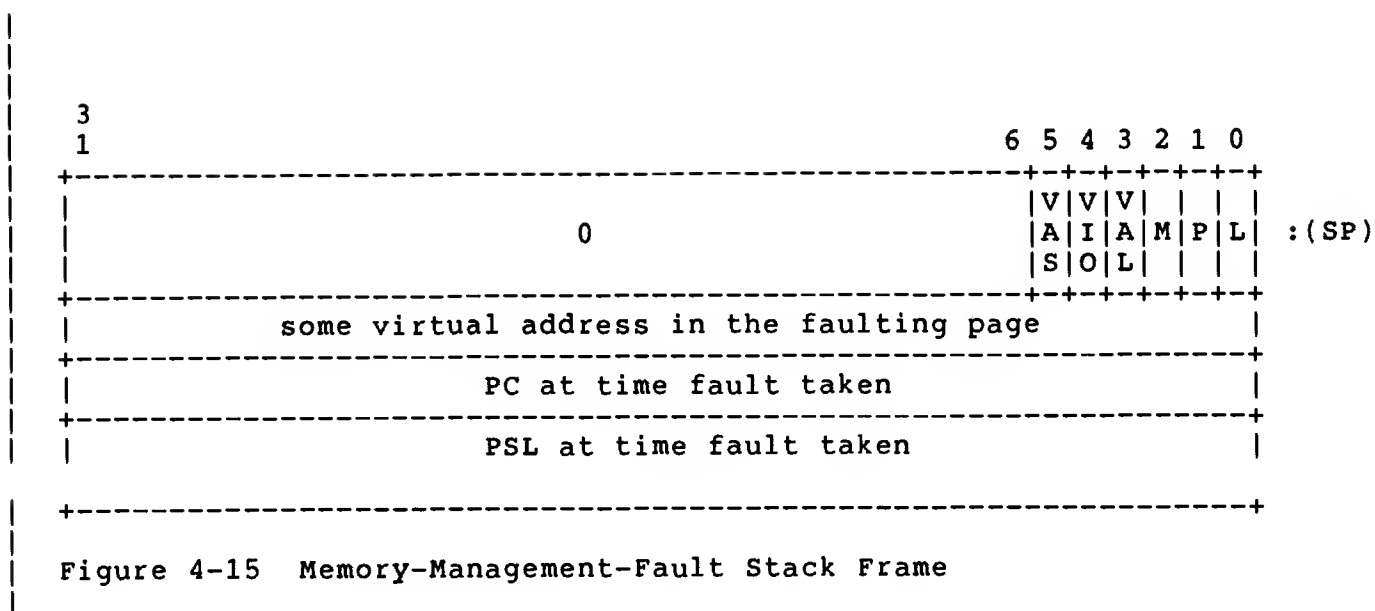 3
1 6 5 4 3 2 1 0
+---------------------------------------------------+-+-+-+-+-+-+
| |V|V|V| | | |
| 0 |A|I|A|M|P|L| :(SP)
| |S|O|L| | | |
+---------------------------------------------------+-+-+-+-+-+-+
| some virtual address in the faulting page |
+---------------------------------------------------------------+
| PC at time fault taken |
+---------------------------------------------------------------+
| PSL at time fault taken |
+---------------------------------------------------------------+
Figure 4-15 Memory-Management-Fault Stack Frame